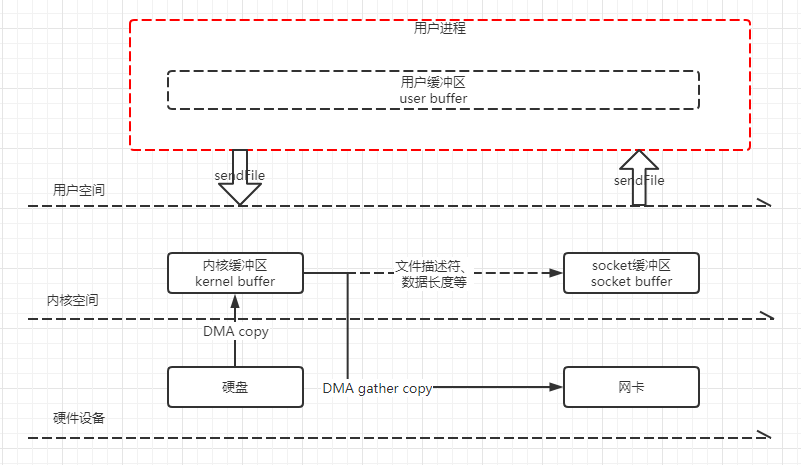 用户进程
用户缓冲区
user buffer
sendFile
sendFile
用户空间
内核缓冲区
kernel buffer
文件描述符、
数据长度等
socket缓冲区
socket buffer
内核空间
DMA copy
硬盘
DMA gather copy
网卡
硬件设备